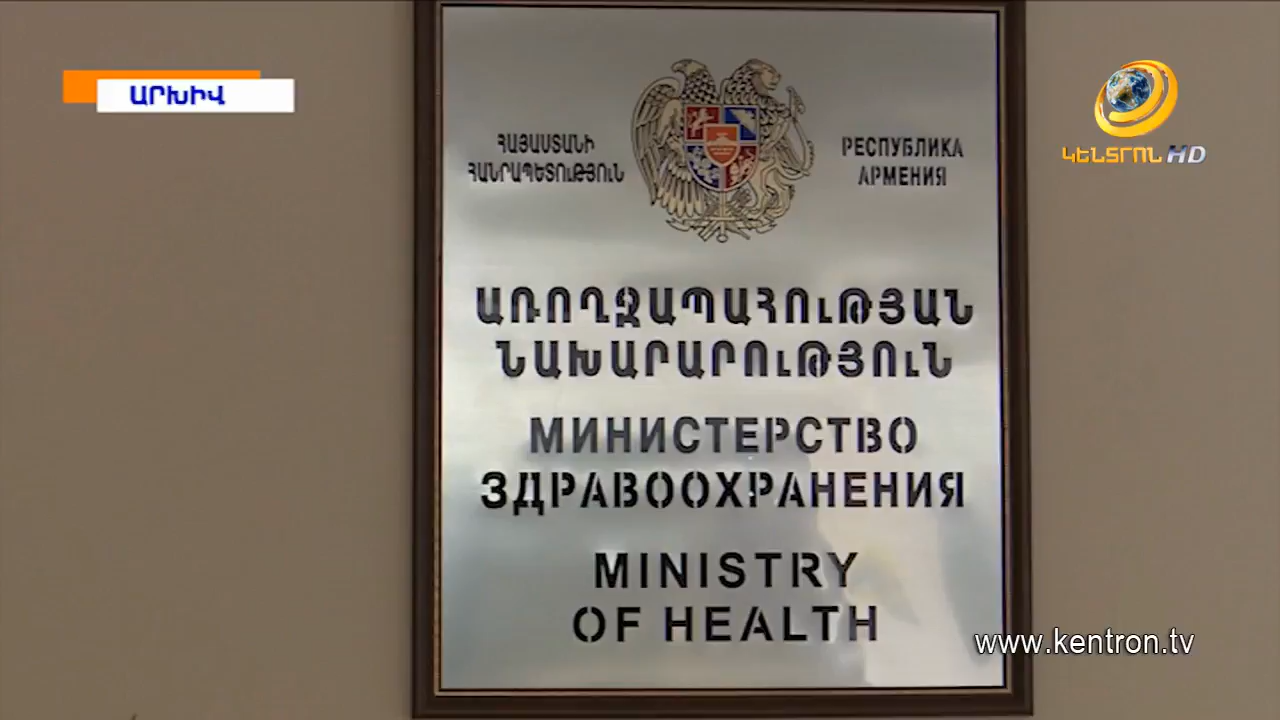 ԱՐԽԻՎ
ԿԵՆՏՐՈՆ HD
ՀԱՅԱՍՏԱՆԻ
ՀԱՆՐԱՊԵՏՈՒԹՅՈՒՆ
РЕСПУБЛИКА
АРМЕНИЯ
ԱՌՈՂՋԱՊԱՀՈՒԹՅԱՆ
ՆԱԽԱՐԱՐՈՒԹՅՈՒՆ
МИНИСТЕРСТВО
ЗДРАВООХРАНЕНИЯ
MINISTRY
OF HEALTH
www.kentron.tv